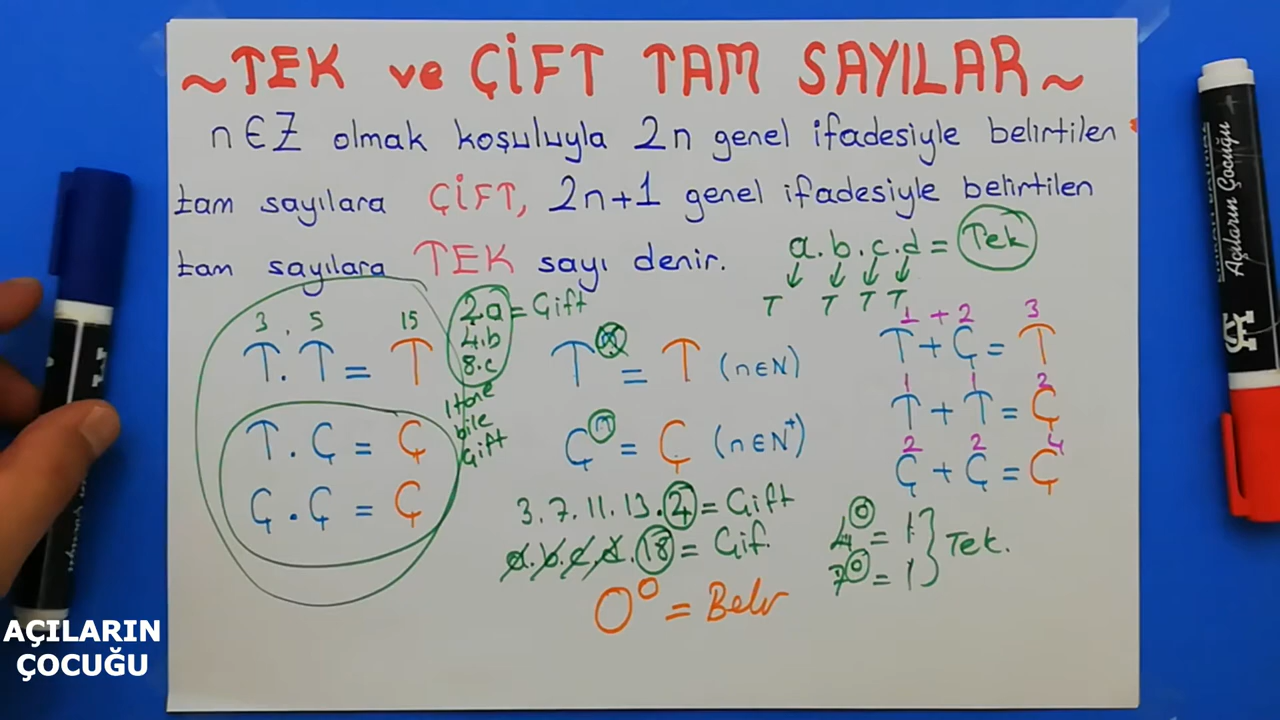 ~TEK ve ÇİFT TAM SAYILAR~
n∈Z olmak koşuluyla 2n genel ifadesiyle belirtilen
tam sayılara ÇİFT, 2n+1 genel ifadesiyle belirtilen
tam sayılara TEK sayı denir.
a.b.c.d = Tek
T T T T
3 . 5 15
T.T = T
T.Ç = Ç
Ç.Ç = Ç
2a = Çift
4.b
8.c
1 tane
bile
Çift
T = T (n∈N)
Çⁿ = Ç (n∈N⁺)
1 + 2 3
T+Ç = T
1 1 2
T+T = Ç
2 2 4
Ç+Ç = Ç
3.7.11.13.2 = Çift
a.b.c.d.18 = Çif.
0⁰ = Belr
4⁰ = 1
7⁰ = 1
Tek.
AÇILARIN
ÇOCUĞU
Açıların Çocuğu